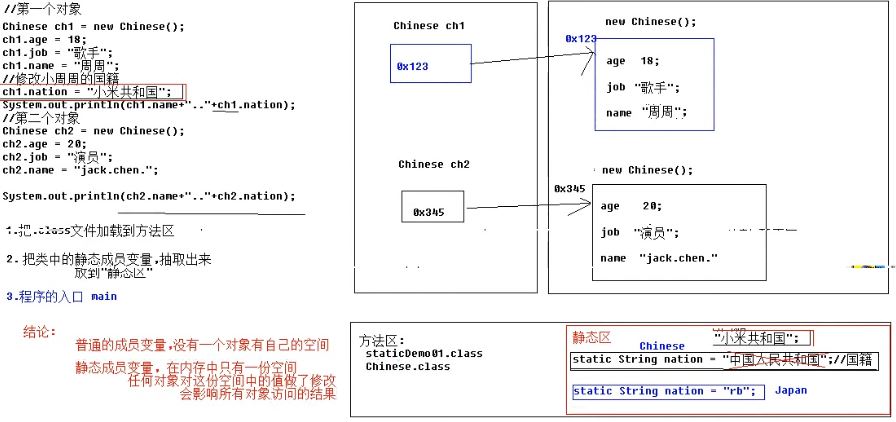 //第一个对象
Chinese ch1 = new Chinese();
ch1.age = 18;
ch1.job = "歌手";
ch1.name = "周周";
//修改小周周的国籍
ch1.nation = "小米共和国";
System.out.println(ch1.name+".."+ch1.nation);
//第二个对象
Chinese ch2 = new Chinese();
ch2.age = 20;
ch2.job = "演员";
ch2.name = "jack.chen.";
System.out.println(ch2.name+".."+ch2.nation);
1.把.class文件加载到方法区
2.把类中的静态成员变量,抽取出来
放到"静态区"
3.程序的入口 main
结论:
普通的成员变量,没有一个对象有自己的空间
静态成员变量,在内存中只有一份空间
任何对象对这份空间中的值做了修改
会影响所有对象访问的结果
Chinese ch1
0x123
Chinese ch2
0x345
new Chinese();
0x123
age 18;
job "歌手";
name "周周";
new Chinese();
0x345
age 20;
job "演员";
name "jack.chen."
方法区:
staticDemo01.class
Chinese.class
静态区
Chinese
"小米共和国";
static String nation = "中国人民共和国";//国籍
static String nation = "rb";
Japan